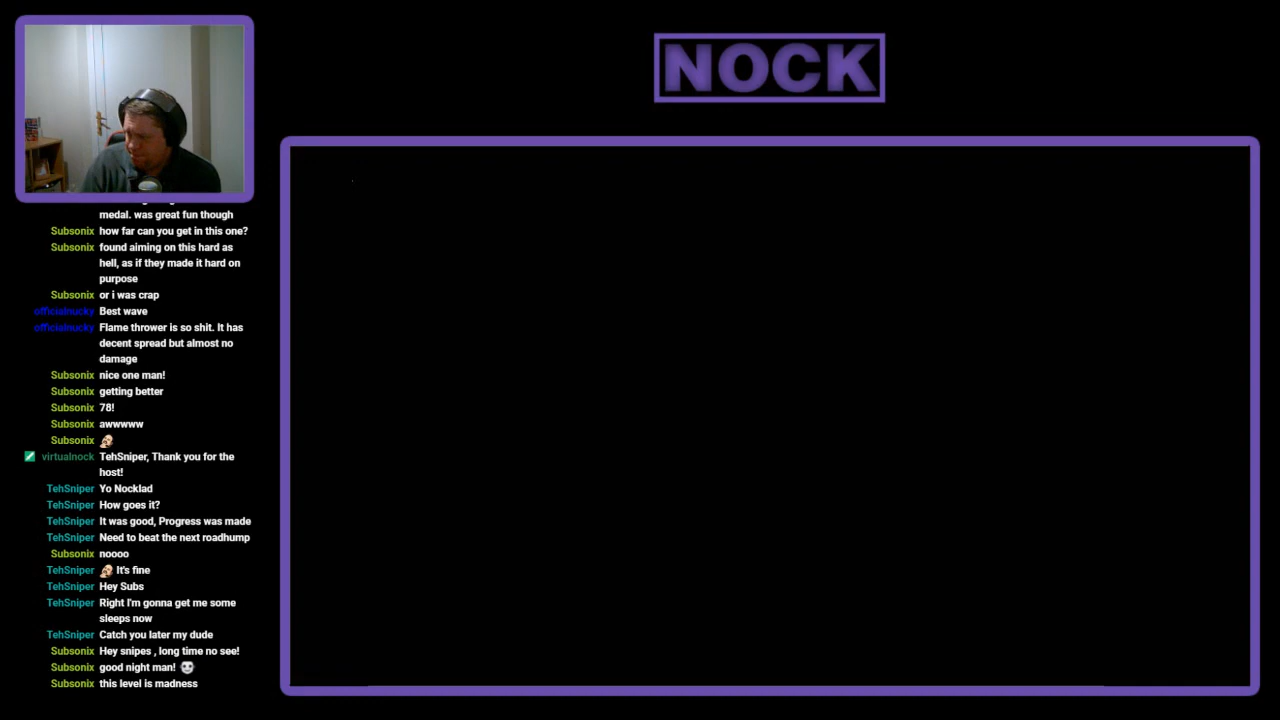 NOCK
medal. was great fun though
Subsonix how far can you get in this one?
Subsonix found aiming on this hard as
hell, as if they made it hard on
purpose
Subsonix or i was crap
officialnucky Best wave
officialnucky Flame thrower is so shit. It has
decent spread but almost no
damage
Subsonix nice one man!
Subsonix getting better
Subsonix 78!
Subsonix awwwww
Subsonix
virtualnock TehSniper, Thank you for the
host!
TehSniper Yo Nocklad
TehSniper How goes it?
TehSniper It was good, Progress was made
TehSniper Need to beat the next roadhump
Subsonix noooo
TehSniper It's fine
TehSniper Hey Subs
TehSniper Right I'm gonna get me some
sleeps now
TehSniper Catch you later my dude
Subsonix Hey snipes , long time no see!
Subsonix good night man!
Subsonix this level is madness